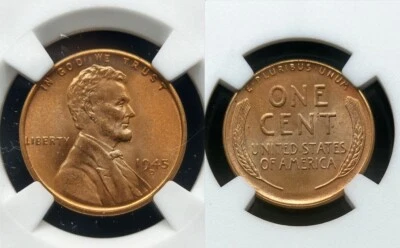 IN GOD WE TRUST
LIBERTY
1945
E PLURIBUS UNUM
ONE
CENT
UNITED STATES
OF AMERICA